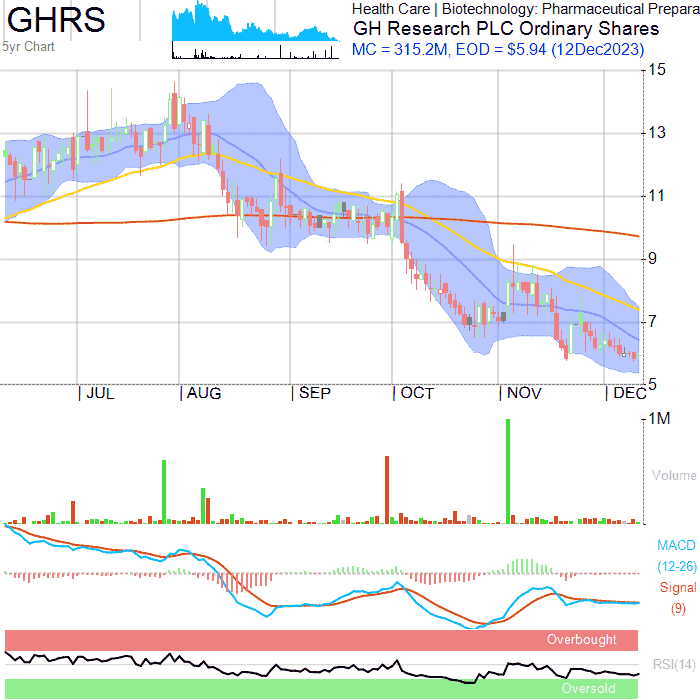 GHRS
5yr Chart
Health Care | Biotechnology: Pharmaceutical Prepara
GH Research PLC Ordinary Shares
MC = 315.2M, EOD = $5.94 (12Dec2023)
15
13
11
9
7
5
JUL AUG SEP OCT NOV DEC
1M
Volume
MACD
(12-26)
Signal
(9)
Overbought
RSI(14)
Oversold